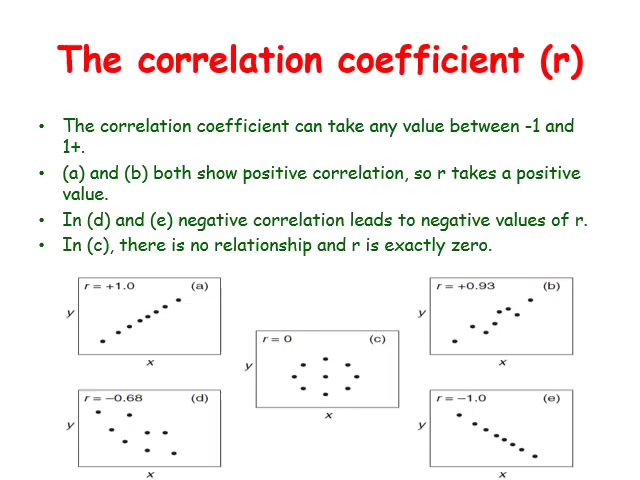 The correlation coefficient (r)
• The correlation coefficient can take any value between -1 and
1+.
• (a) and (b) both show positive correlation, so r takes a positive
value.
• In (d) and (e) negative correlation leads to negative values of r.
• In (c), there is no relationship and r is exactly zero.
r = +1.0 (a)
y
x
r = +0.93 (b)
y
x
r = 0 (c)
y
x
r = −0.68 (d)
y
x
r = −1.0 (e)
y
x